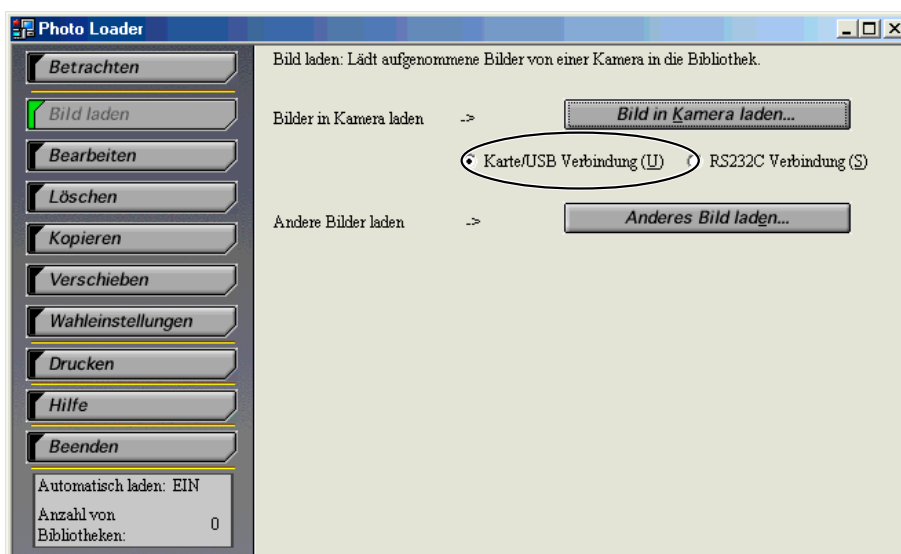 Photo Loader
Betrachten
Bild laden
Bearbeiten
Löschen
Kopieren
Verschieben
Wahleinstellungen
Drucken
Hilfe
Beenden
Automatisch laden: EIN
Anzahl von
Bibliotheken: 0
Bild laden: Lädt aufgenommene Bilder von einer Kamera in die Bibliothek.
Bilder in Kamera laden -> Bild in Kamera laden...
Karte/USB Verbindung (U) RS232C Verbindung (S)
Andere Bilder laden -> Anderes Bild laden...